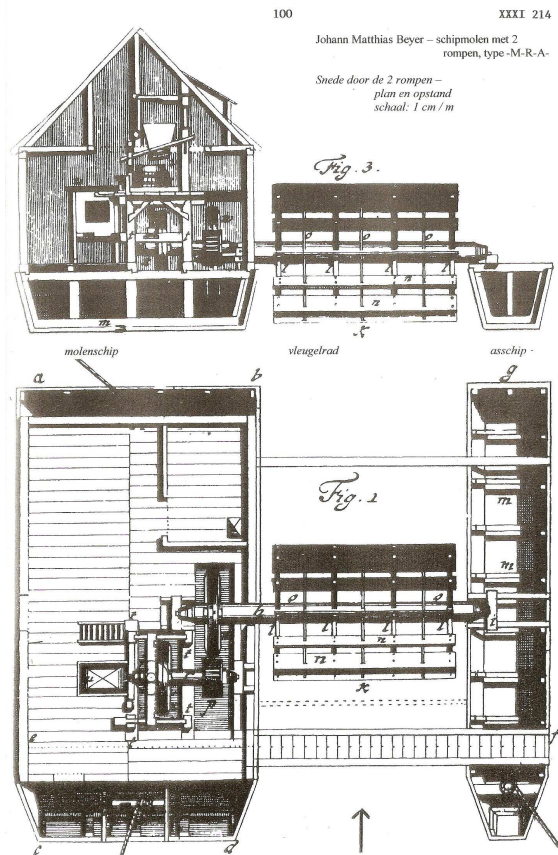 100
XXXI 214
Johann Matthias Beyer – schipmolen met 2
rompen, type -M-R-A-
Snede door de 2 rompen –
plan en opstand
schaal: 1 cm / m
Fig. 3.
o o o
l l l l
n
n
m
k
molenschip vleugelrad asschip -
a b g
Fig. 1
m
m
h
o o
i
l l l l
n
n
k
t
t
u
p
e f
c d